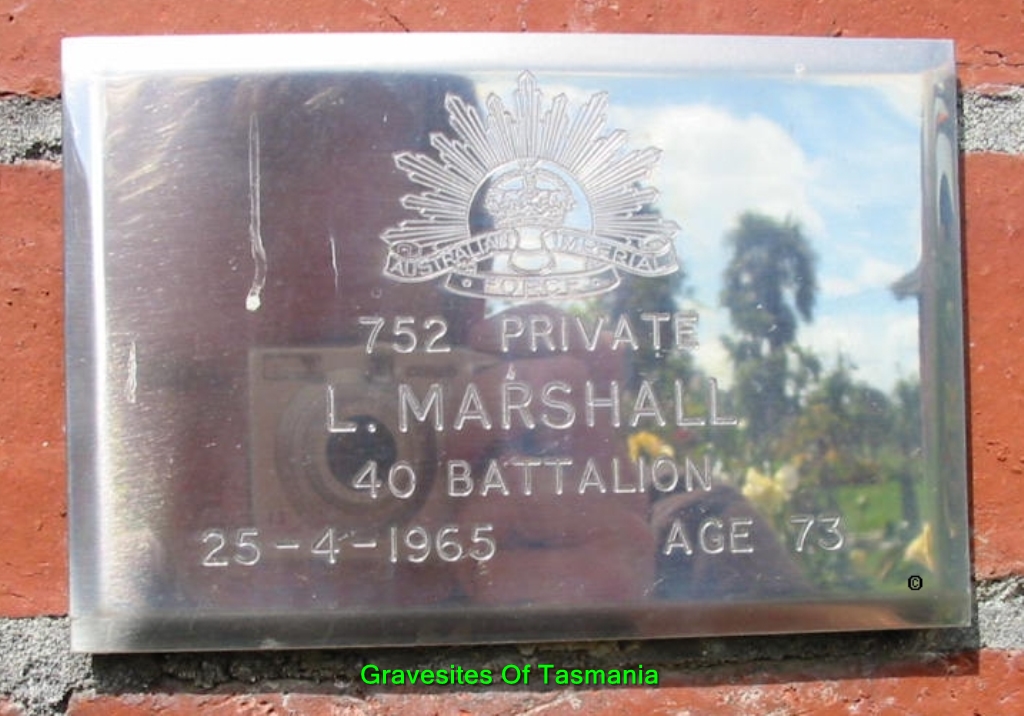 AUSTRALIAN IMPERIAL
FORCE
752 PRIVATE
L. MARSHALL
40 BATTALION
25-4-1965 AGE 73
©
Gravesites Of Tasmania